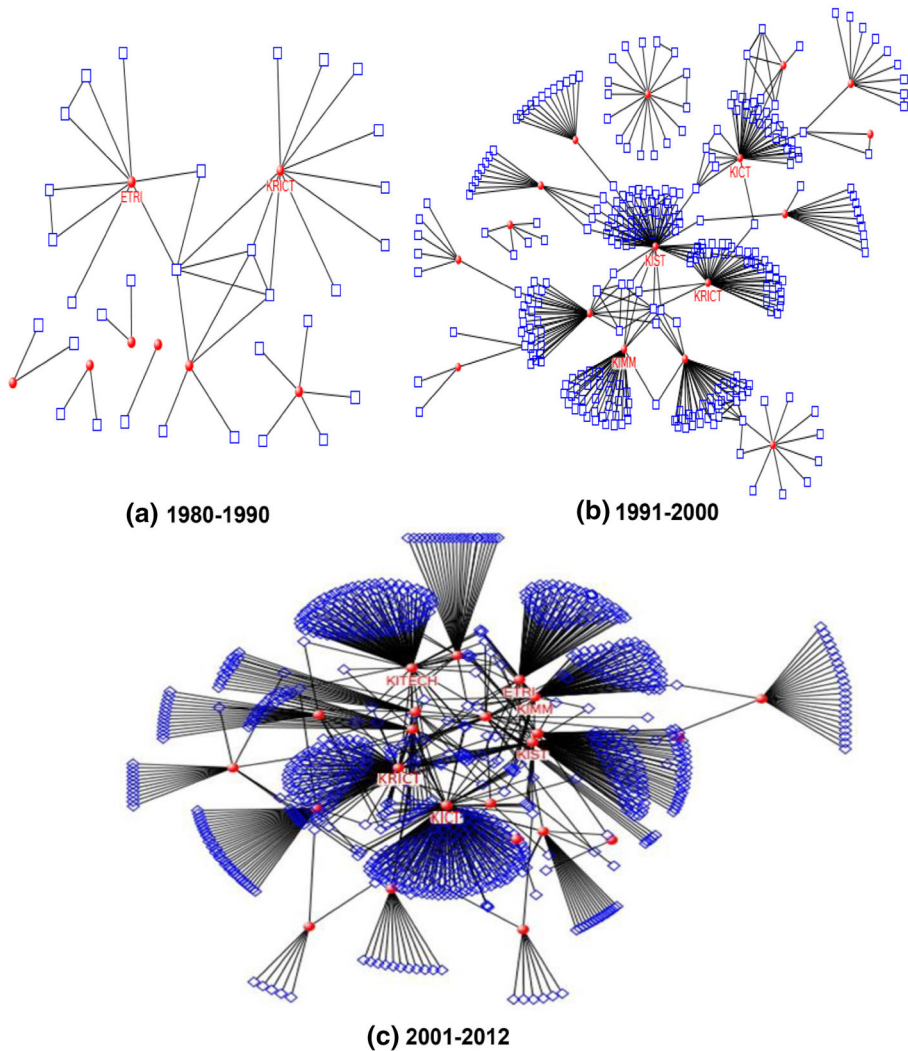 ETRI
KRICT
(a) 1980-1990
KICT
KIST
KRICT
KIMM
(b) 1991-2000
KITECH
ETRI
KIMM
KIST
KRICT
KICT
(c) 2001-2012